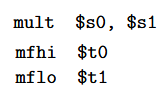 mult $s0, $s1
mfhi $t0
mflo $t1